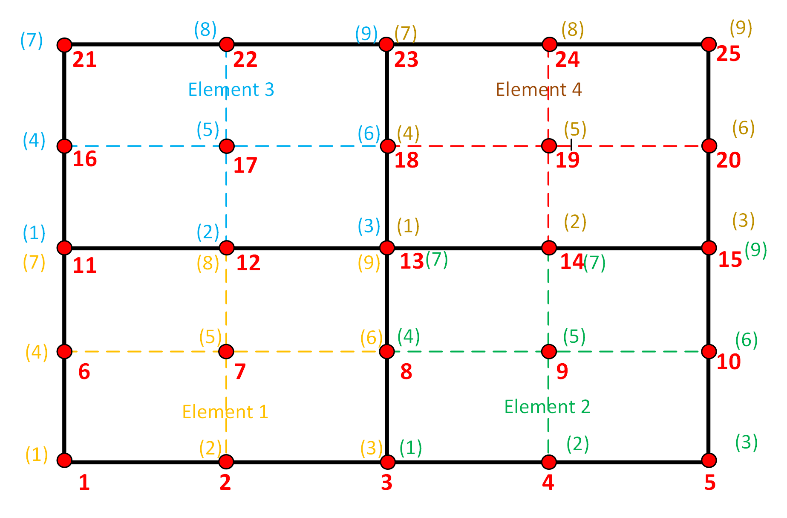 (7) (8) (9) (7) (8) (9)
21 22 23 24 25
Element 3 Element 4
(4) (5) (6) (4) (5) (6)
16 17 18 19 20
(1) (2) (3) (1) (2) (3)
11 12 13 14 15
(7) (8) (9) (7) (7) (9)
(4) (5) (6) (4) (5) (6)
6 7 8 9 10
Element 1 Element 2
(1) (2) (3) (1) (2) (3)
1 2 3 4 5